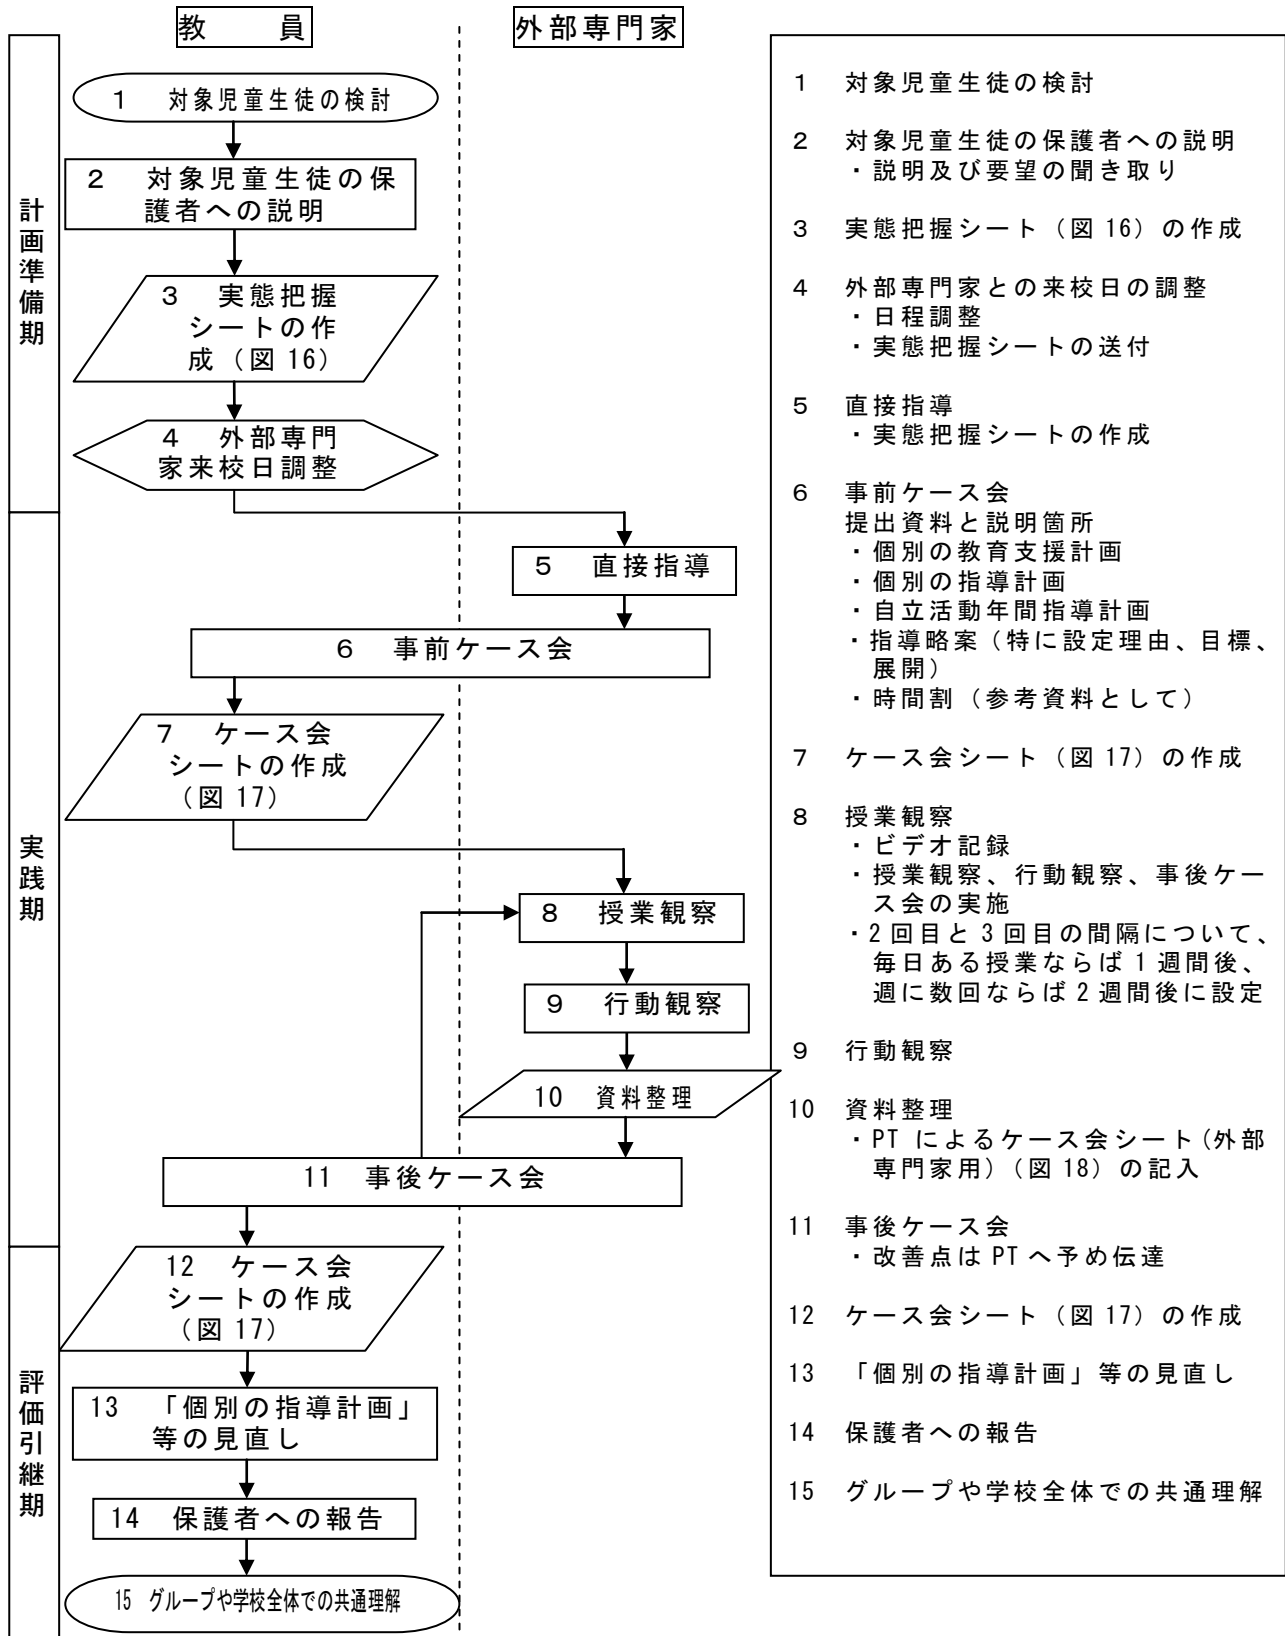 教　員
外部専門家
計画準備期
1　対象児童生徒の検討
2　対象児童生徒の保
護者への説明
3　実態把握
シートの作
成（図16）
4　外部専門
家来校日調整
実践期
5　直接指導
6　事前ケース会
7　ケース会
シートの作成
（図17）
8　授業観察
9　行動観察
10　資料整理
11　事後ケース会
評価引継期
12　ケース会
シートの作成
（図17）
13　「個別の指導計画」
等の見直し
14　保護者への報告
15　グループや学校全体での共通理解
1　対象児童生徒の検討
2　対象児童生徒の保護者への説明
・説明及び要望の聞き取り
3　実態把握シート（図16）の作成
4　外部専門家との来校日の調整
・日程調整
・実態把握シートの送付
5　直接指導
・実態把握シートの作成
6　事前ケース会
提出資料と説明箇所
・個別の教育支援計画
・個別の指導計画
・自立活動年間指導計画
・指導略案（特に設定理由、目標、
展開）
・時間割（参考資料として）
7　ケース会シート（図17）の作成
8　授業観察
・ビデオ記録
・授業観察、行動観察、事後ケー
ス会の実施
・2回目と3回目の間隔について、
毎日ある授業ならば1週間後、
週に数回ならば2週間後に設定
9　行動観察
10　資料整理
・PTによるケース会シート（外部
専門家用）（図18）の記入
11　事後ケース会
・改善点はPTへ予め伝達
12　ケース会シート（図17）の作成
13　「個別の指導計画」等の見直し
14　保護者への報告
15　グループや学校全体での共通理解